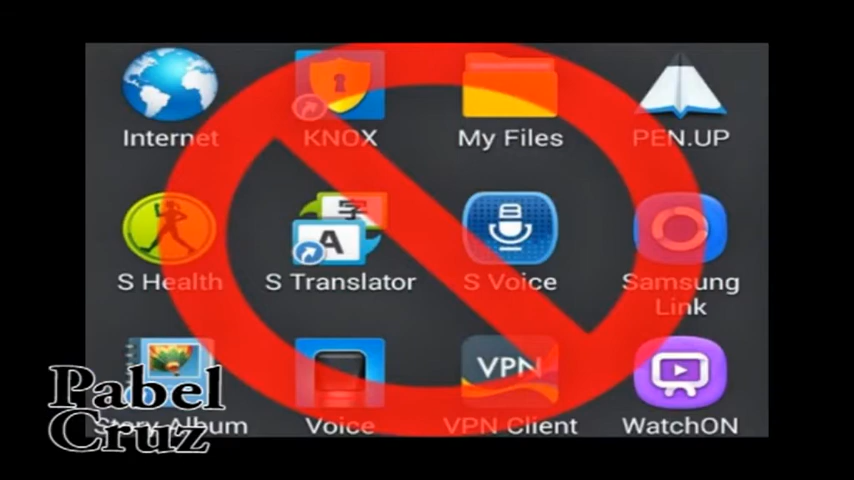 Internet
KNOX
My Files
PEN.UP
S Health
字
A
S Translator
S Voice
Samsung
Link
VPN
Story Album
Voice
VPN Client
WatchON
Pabel
Cruz